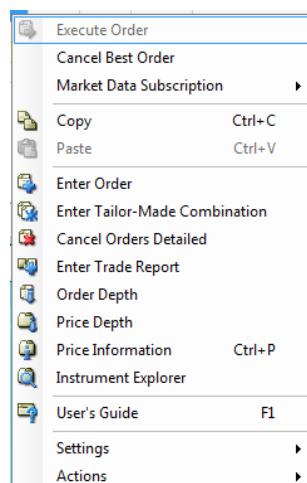 Execute Order
Cancel Best Order
Market Data Subscription
Copy Ctrl+C
Paste Ctrl+V
Enter Order
Enter Tailor-Made Combination
Cancel Orders Detailed
Enter Trade Report
Order Depth
Price Depth
Price Information Ctrl+P
Instrument Explorer
User's Guide F1
Settings
Actions